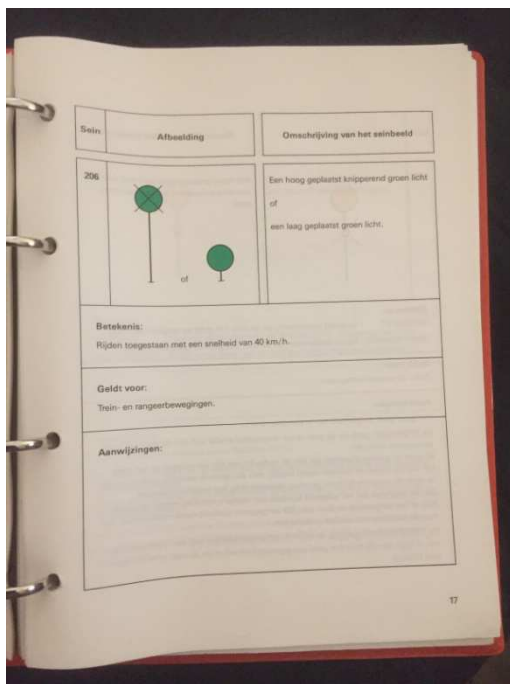 Sein
Afbeelding
Omschrijving van het seinbeeld
206
of
Een hoog geplaatst knipperend groen licht
of
een laag geplaatst groen licht.
Betekenis:
Rijden toegestaan met een snelheid van 40 km/h.
Geldt voor:
Trein- en rangeerbewegingen.
Aanwijzingen:
17